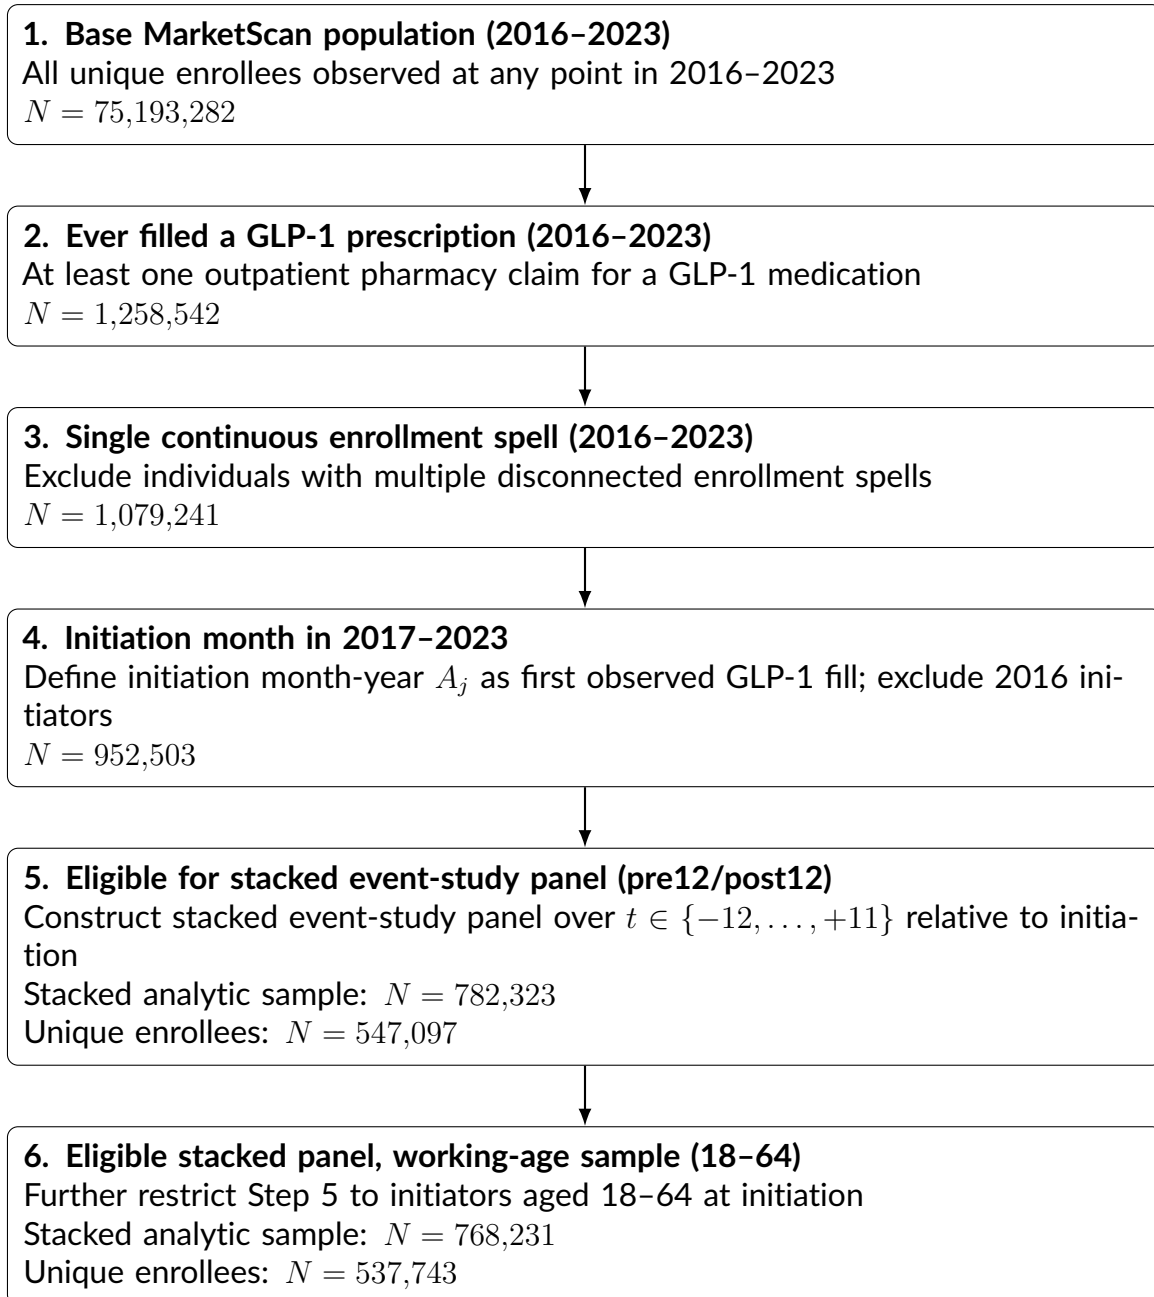 1. Base MarketScan population (2016–2023)
All unique enrollees observed at any point in 2016–2023
N = 75,193,282
2. Ever filled a GLP-1 prescription (2016–2023)
At least one outpatient pharmacy claim for a GLP-1 medication
N = 1,258,542
3. Single continuous enrollment spell (2016–2023)
Exclude individuals with multiple disconnected enrollment spells
N = 1,079,241
4. Initiation month in 2017–2023
Define initiation month-year A_j as first observed GLP-1 fill; exclude 2016 ini-
tiators
N = 952,503
5. Eligible for stacked event-study panel (pre12/post12)
Construct stacked event-study panel over t ∈ {−12, . . . , +11} relative to initia-
tion
Stacked analytic sample: N = 782,323
Unique enrollees: N = 547,097
6. Eligible stacked panel, working-age sample (18–64)
Further restrict Step 5 to initiators aged 18–64 at initiation
Stacked analytic sample: N = 768,231
Unique enrollees: N = 537,743